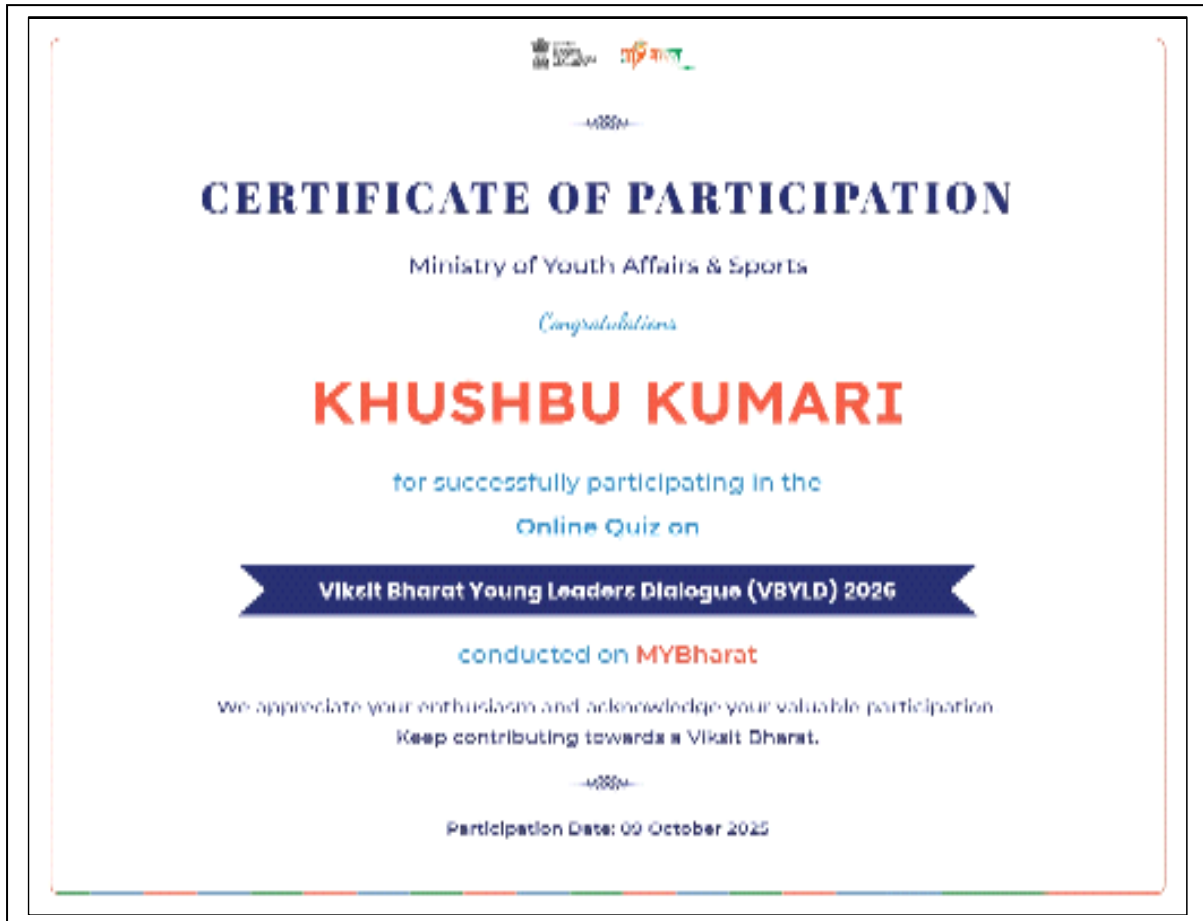 CERTIFICATE OF PARTICIPATION
Ministry of Youth Affairs & Sports
Congratulations
KHUSHBU KUMARI
for successfully participating in the
Online Quiz on
Viksit Bharat Young Leaders Dialogue (VBYLD) 2026
conducted on MYBharat
We appreciate your enthusiasm and acknowledge your valuable participation
Keep contributing towards a Viksit Bharat.
Participation Date: 09 October 2025